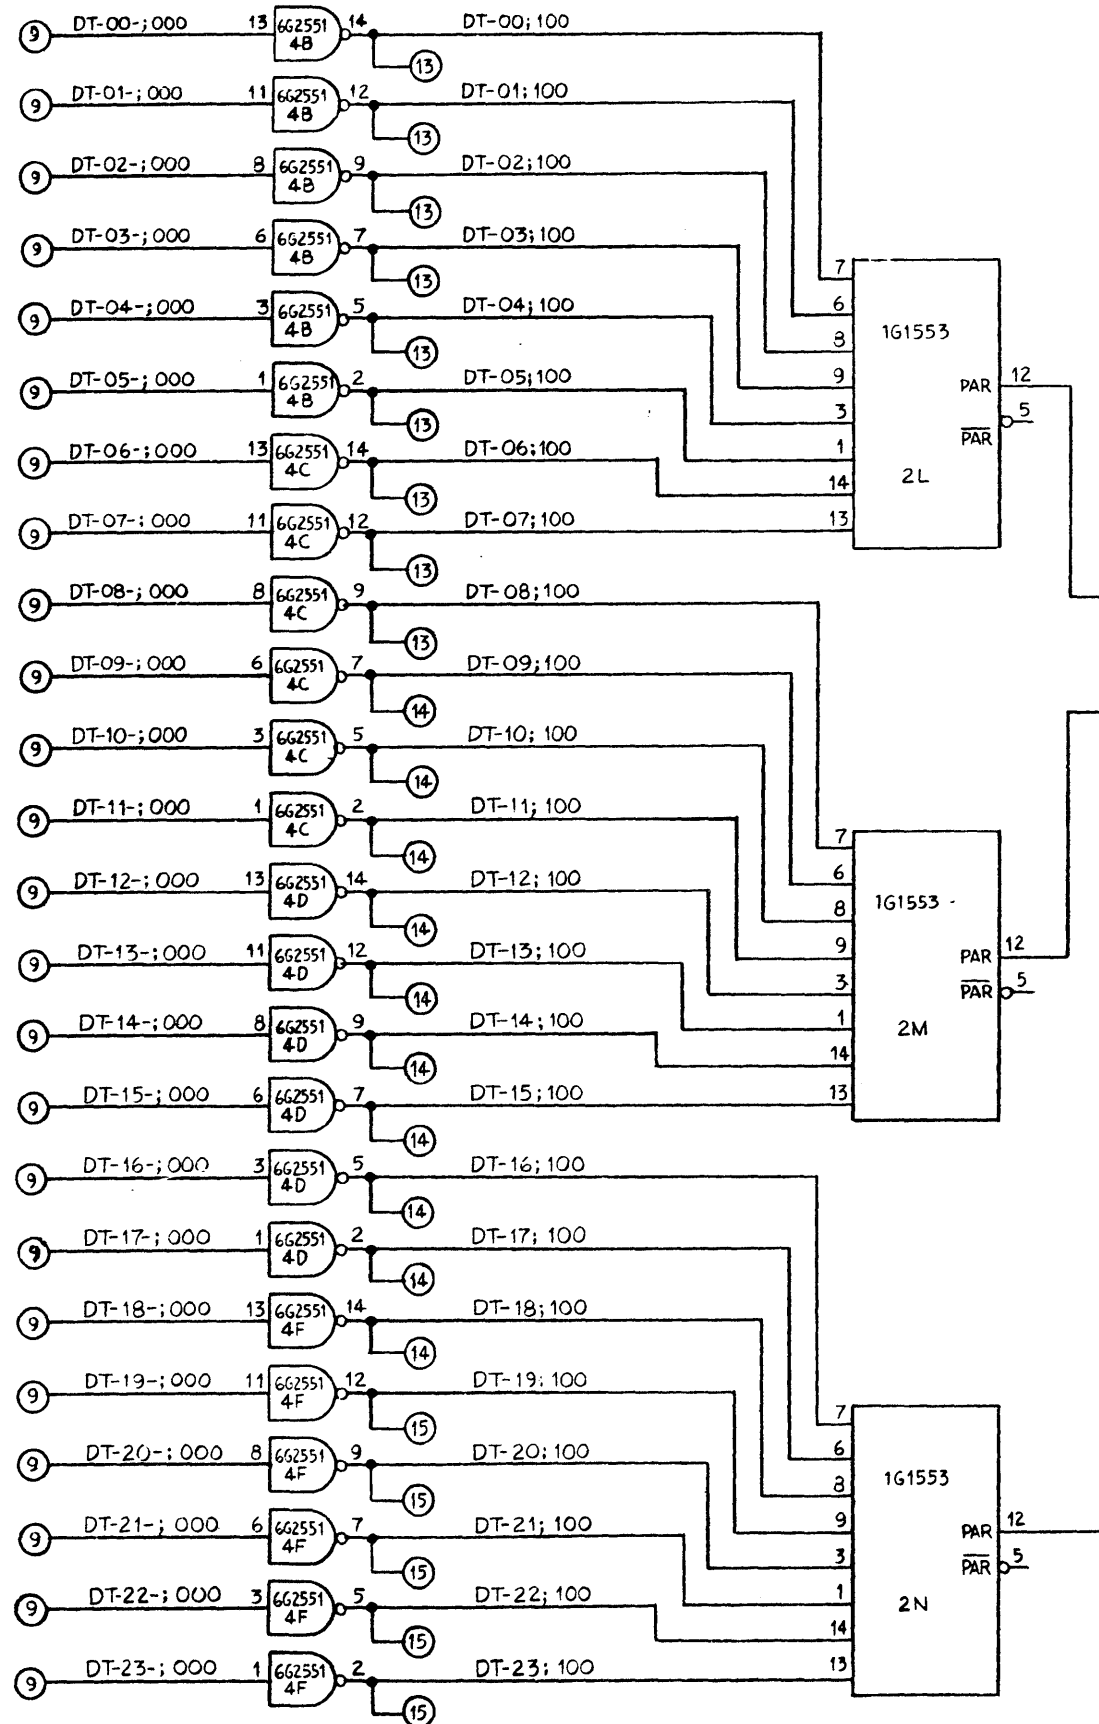 DT-00-;000 13 6G2551 14 DT-00;100
9 4B
13
DT-01-;000 11 6G2551 12 DT-01;100
9 4B
13
DT-02-;000 8 6G2551 9 DT-02;100
9 4B
13
DT-03-;000 6 6G2551 7 DT-03;100
9 4B
13
7
DT-04-;000 3 6G2551 5 DT-04;100
9 4B
6
1G1553
8
13
DT-05-;000 1 6G2551 2 DT-05;100
9 4B
9 PAR 12
3 5
13
PAR
DT-06-;000 13 6G2551 14 DT-06;100
1
9 4C
2L
14
13
DT-07-;000 11 6G2551 12 DT-07;100 13
9 4C
13
DT-08-;000 8 6G2551 9 DT-08;100
9 4C
13
DT-09-;000 6 6G2551 7 DT-09;100
9 4C
14
DT-10-;000 3 6G2551 5 DT-10;100
9 4C
14
DT-11-;000 1 6G2551 2 DT-11;100
9 4C
7
14
DT-12-;000 13 6G2551 14 DT-12;100 6
9 4D
1G1553
8
14
DT-13-;000 11 6G2551 12 DT-13;100 9 12
9 4D PAR
3 5
14 PAR
DT-14-;000 8 6G2551 9 DT-14;100 1
9 4D 2M
14
14
DT-15-;000 6 6G2551 7 DT-15;100 13
9 4D
14
DT-16-;000 3 6G2551 5 DT-16;100
9 4D
14
DT-17-;000 1 6G2551 2 DT-17;100
9 4D
14
DT-18-;000 13 6G2551 14 DT-18;100
9 4F
14
DT-19-;000 11 6G2551 12 DT-19;100
9 4F
7
15
DT-20-;000 8 6G2551 9 DT-20;100 6
9 4F
1G1553
8
15
DT-21-;000 6 6G2551 7 DT-21;100 9 12
9 4F PAR
3 5
15 PAR
DT-22-;000 3 6G2551 5 DT-22;100 1
9 4F 2N
14
15
DT-23-;000 1 6G2551 2 DT-23;100 13
9 4F
15